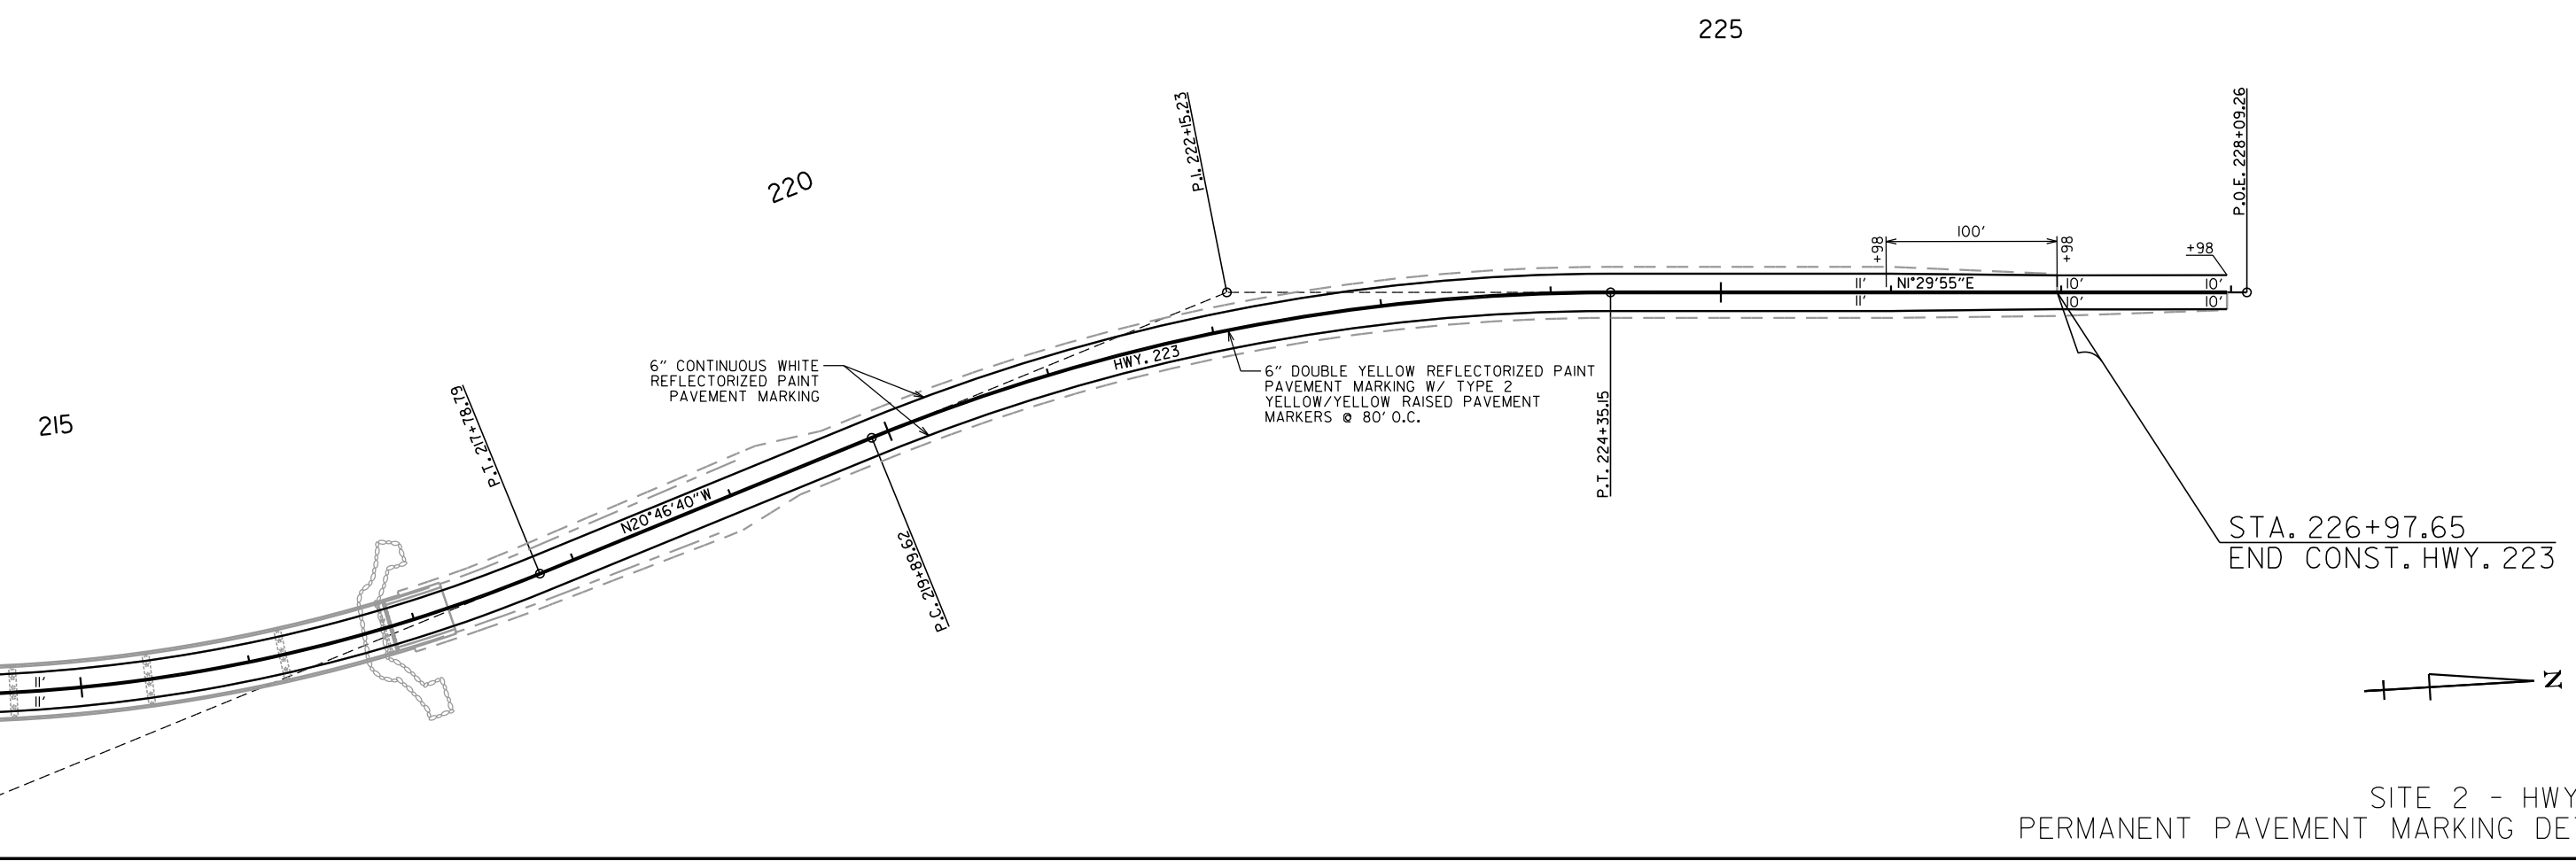 225
P.I. 222+15.23
P.O.E. 228+09.26
220
+98
100'
+98
+98
11'
N1°29'55"E
10'
10'
11'
10'
10'
HWY. 223
6" CONTINUOUS WHITE
REFLECTORIZED PAINT
PAVEMENT MARKING
6" DOUBLE YELLOW REFLECTORIZED PAINT
PAVEMENT MARKING W/ TYPE 2
YELLOW/YELLOW RAISED PAVEMENT
MARKERS @ 80' O.C.
P.T. 224+35.15
215
P.T. 217+78.79
N20°46'40"W
P.C. 219+89.62
STA. 226+97.65
END CONST. HWY. 223
11'
11'
N
SITE 2 - HWY
PERMANENT PAVEMENT MARKING DE